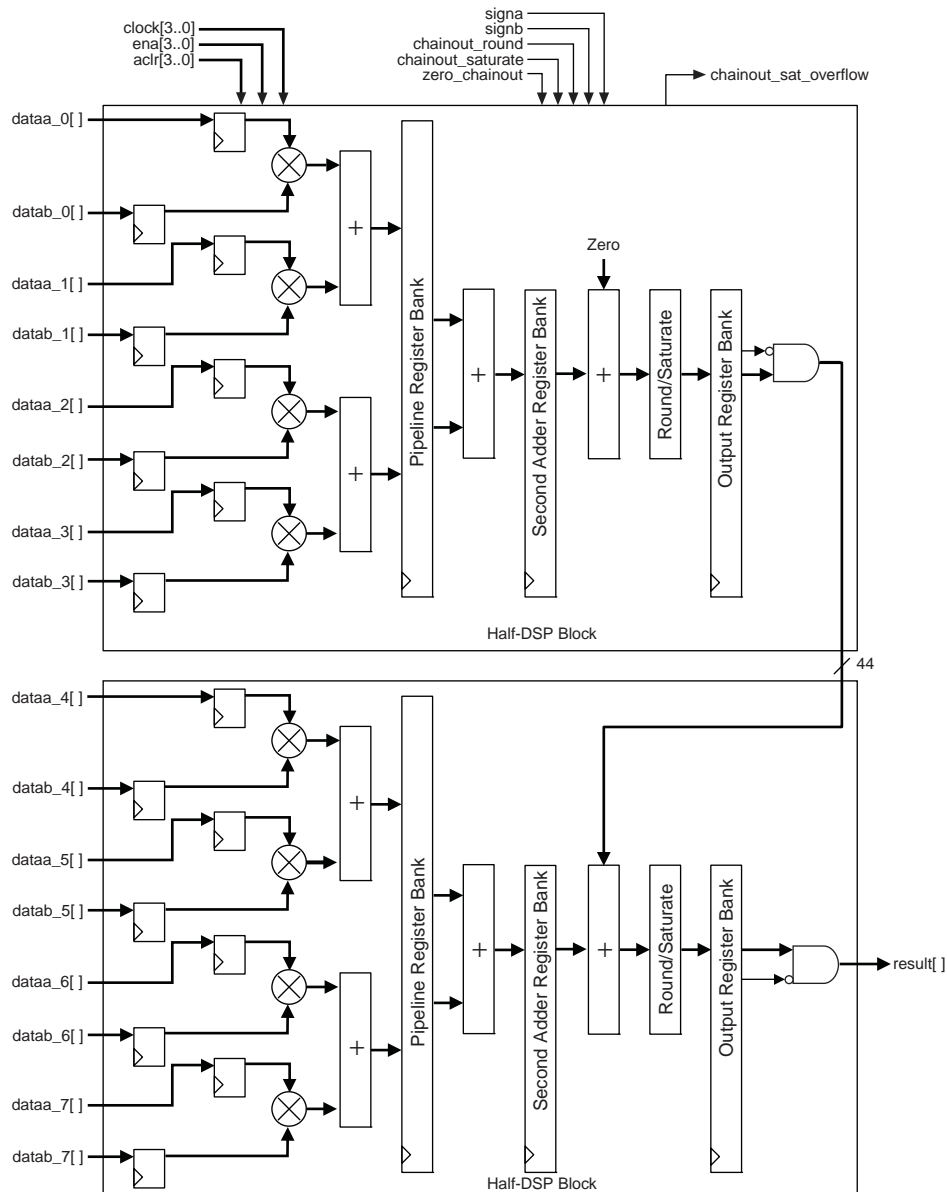 clock[3..0]
ena[3..0]
aclr[3..0]
signa
signb
chainout_round
chainout_saturate
zero_chainout
chainout_sat_overflow
dataa_0[ ]
datab_0[ ]
dataa_1[ ]
datab_1[ ]
dataa_2[ ]
datab_2[ ]
dataa_3[ ]
datab_3[ ]
+
+
Pipeline Register Bank
+
Second Adder Register Bank
Zero
+
Round/Saturate
Output Register Bank
Half-DSP Block
44
dataa_4[ ]
datab_4[ ]
dataa_5[ ]
datab_5[ ]
dataa_6[ ]
datab_6[ ]
dataa_7[ ]
datab_7[ ]
+
+
Pipeline Register Bank
+
Second Adder Register Bank
+
Round/Saturate
Output Register Bank
result[ ]
Half-DSP Block